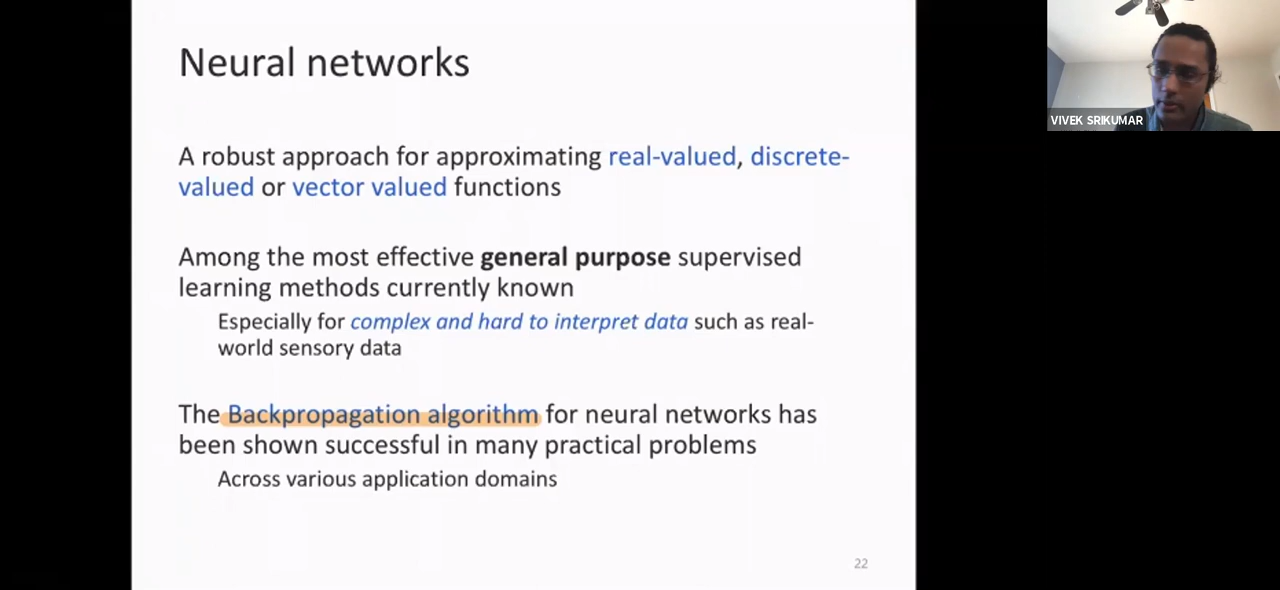 Neural networks
A robust approach for approximating real-valued, discrete-
valued or vector valued functions
Among the most effective general purpose supervised
learning methods currently known
Especially for complex and hard to interpret data such as real-
world sensory data
The Backpropagation algorithm for neural networks has
been shown successful in many practical problems
Across various application domains
22
VIVEK SRIKUMAR